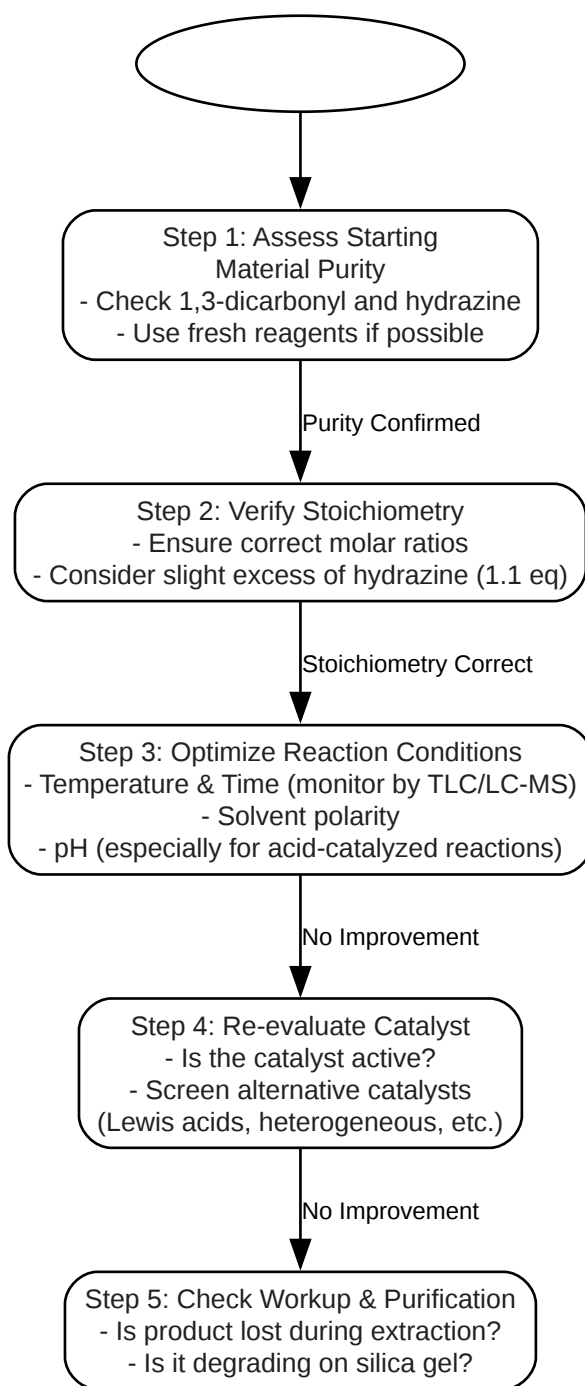 Step 1: Assess Starting
Material Purity
- Check 1,3-dicarbonyl and hydrazine
- Use fresh reagents if possible
Purity Confirmed
Step 2: Verify Stoichiometry
- Ensure correct molar ratios
- Consider slight excess of hydrazine (1.1 eq)
Stoichiometry Correct
Step 3: Optimize Reaction Conditions
- Temperature & Time (monitor by TLC/LC-MS)
- Solvent polarity
- pH (especially for acid-catalyzed reactions)
No Improvement
Step 4: Re-evaluate Catalyst
- Is the catalyst active?
- Screen alternative catalysts
(Lewis acids, heterogeneous, etc.)
No Improvement
Step 5: Check Workup & Purification
- Is product lost during extraction?
- Is it degrading on silica gel?